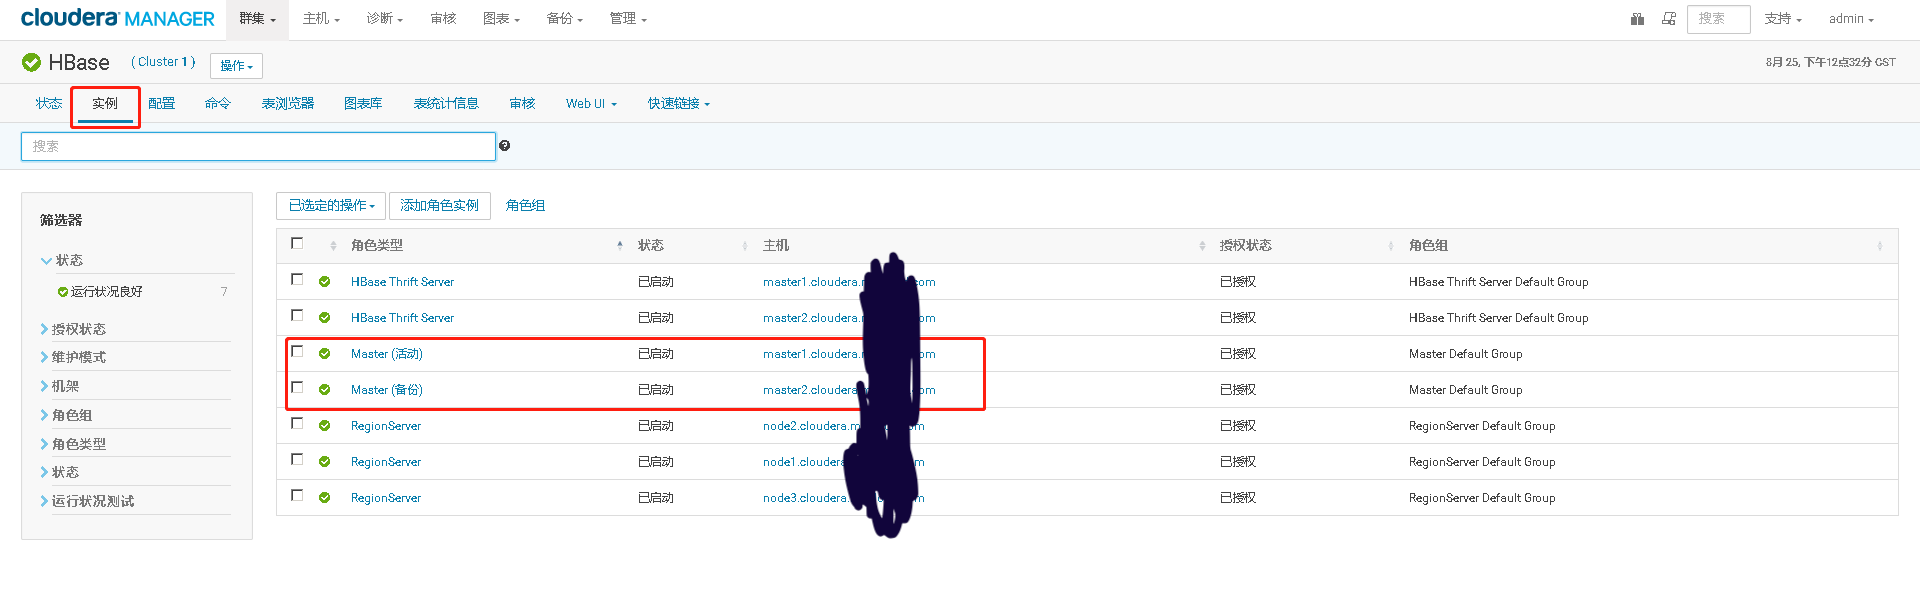 cloudera MANAGER 群集 主机 诊断 审核 图表 备份 管理 搜索 支持 admin
HBase (Cluster 1) 操作 8月 25, 下午12点32分 CST
状态 实例 配置 命令 表浏览器 图表库 表统计信息 审核 Web UI 快速链接
搜索
筛选器
状态
运行状况良好 7
授权状态
维护模式
机架
角色组
角色类型
状态
运行状况测试
已选定的操作 添加角色实例 角色组
角色类型 状态 主机 授权状态 角色组
HBase Thrift Server 已启动 master1.cloudera. om 已授权 HBase Thrift Server Default Group
HBase Thrift Server 已启动 master2.cloudera. om 已授权 HBase Thrift Server Default Group
Master (活动) 已启动 master1.cloudera. om 已授权 Master Default Group
Master (备份) 已启动 master2.cloudera om 已授权 Master Default Group
RegionServer 已启动 node2.cloudera.m om 已授权 RegionServer Default Group
RegionServer 已启动 node1.cloudera m 已授权 RegionServer Default Group
RegionServer 已启动 node3.cloudera. m 已授权 RegionServer Default Group